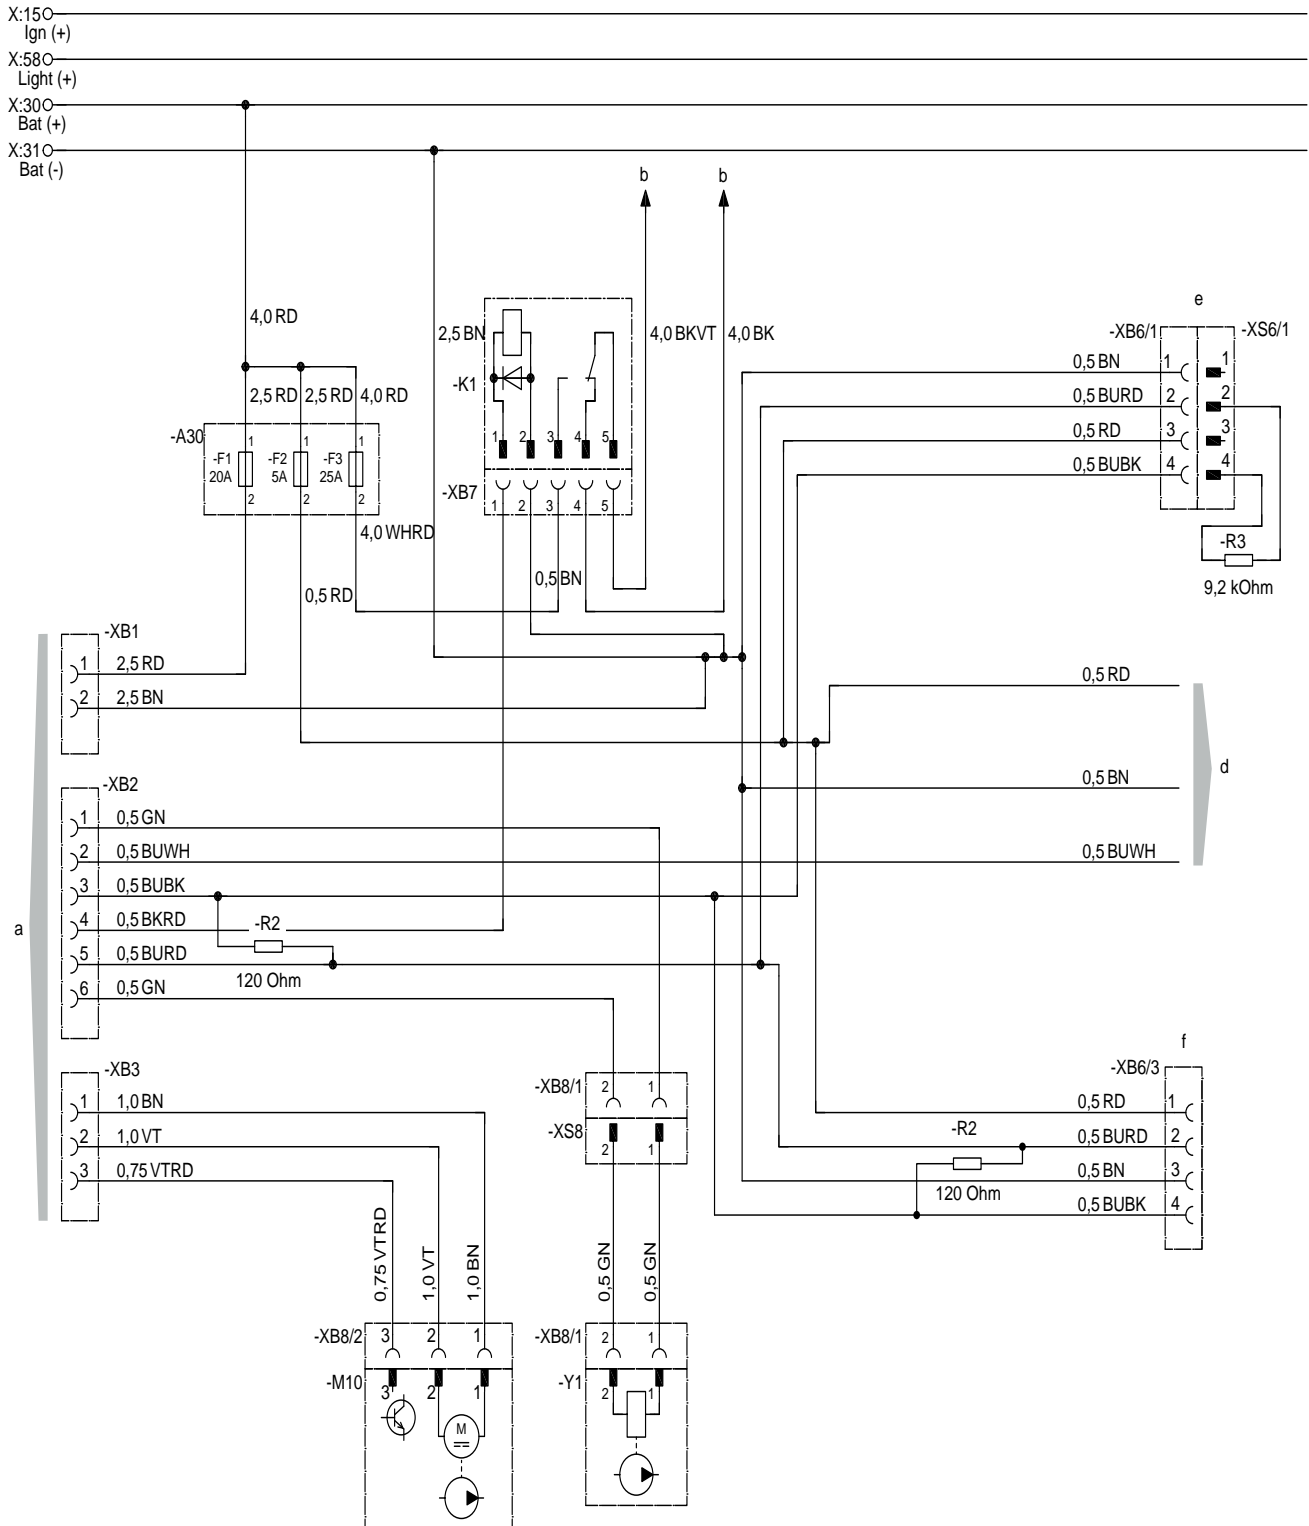 X:15
Ign (+)
X:58
Light (+)
X:30
Bat (+)
X:31
Bat (-)
b b
4,0 RD
2,5 BN
4,0 BKVT 4,0 BK
-K1
1 2 3 4 5
-XB7
1 2 3 4 5
2,5 RD 2,5 RD 4,0 RD
-A30
1 1 1
-F1 -F2 -F3
20A 5A 25A
2 2 2
4,0 WHRD
0,5 BN
0,5 RD
e
-XB6/1 -XS6/1
0,5 BN 1 1
0,5 BURD 2 2
0,5 RD 3 3
0,5 BUBK 4 4
-R3
9,2 kOhm
-XB1
1 2,5 RD
2 2,5 BN
0,5 RD
0,5 BN
d
0,5 BUWH
-XB2
1 0,5 GN
2 0,5 BUWH
3 0,5 BUBK
4 0,5 BKRD
-R2
5 0,5 BURD
120 Ohm
6 0,5 GN
a
-XB3
1 1,0 BN
2 1,0 VT
3 0,75 VTRD
-XB8/1 2 1
-XS8
2 1
f
-XB6/3
0,5 RD 1
0,5 BURD 2
0,5 BN 3
0,5 BUBK 4
-R2
120 Ohm
0,75 VTRD
1,0 VT
1,0 BN
0,5 GN
0,5 GN
-XB8/2 3 2 1
-M10
3 2 1
M
-XB8/1 2 1
-Y1
2 1